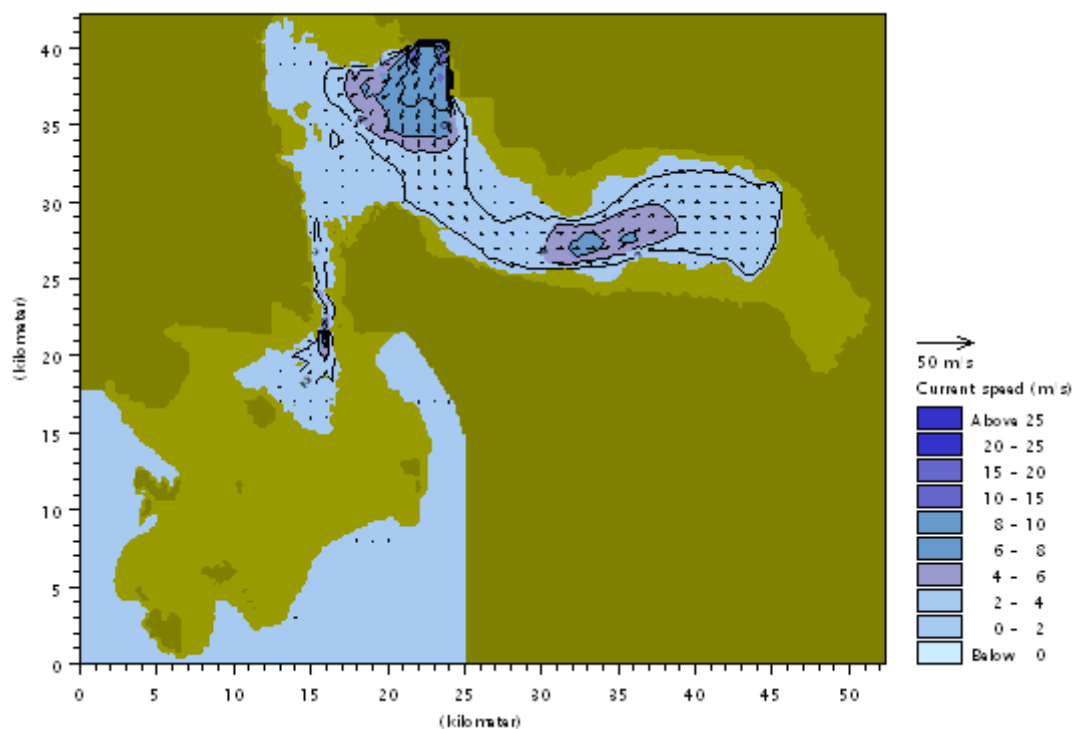 40
35
30
25
20
15
10
5
0
(kilometer)
0 5 10 15 20 25 30 35 40 45 50
(kilometer)
50 m/s
Current speed (m/s)
Above 25
20 - 25
15 - 20
10 - 15
8 - 10
6 - 8
4 - 6
2 - 4
0 - 2
Below 0